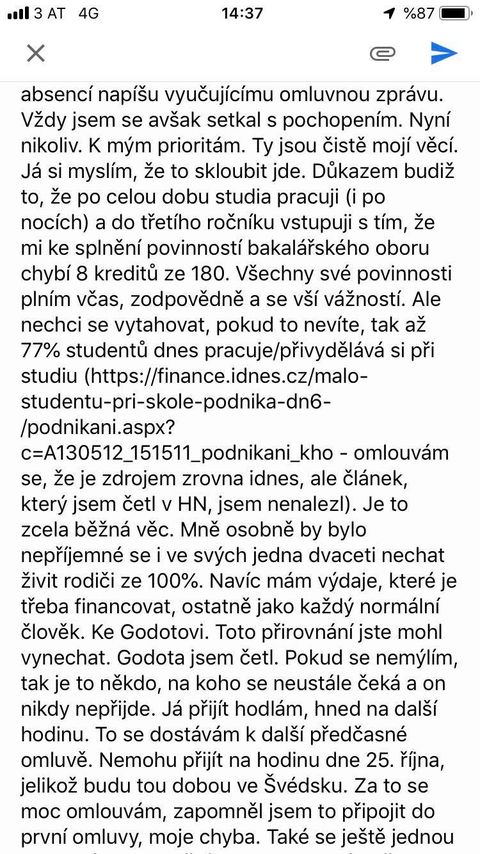 3 AT 4G 14:37 %87
absencí napíšu vyučujícímu omluvnou zprávu.
Vždy jsem se avšak setkal s pochopením. Nyní
nikoliv. K mým prioritám. Ty jsou čistě mojí věcí.
Já si myslím, že to skloubit jde. Důkazem budiž
to, že po celou dobu studia pracuji (i po
nocích) a do třetího ročníku vstupuji s tím, že
mi ke splnění povinností bakalářského oboru
chybí 8 kreditů ze 180. Všechny své povinnosti
plním včas, zodpovědně a se vší vážností. Ale
nechci se vytahovat, pokud to nevíte, tak až
77% studentů dnes pracuje/přivydělává si při
studiu (https://finance.idnes.cz/malo-
studentu-pri-skole-podnika-dn6-
/podnikani.aspx?
c=A130512_151511_podnikani_kho - omlouvám
se, že je zdrojem zrovna idnes, ale článek,
který jsem četl v HN, jsem nenalezl). Je to
zcela běžná věc. Mně osobně by bylo
nepříjemné se i ve svých jedna dvaceti nechat
živit rodiči ze 100%. Navíc mám výdaje, které je
třeba financovat, ostatně jako každý normální
člověk. Ke Godotovi. Toto přirovnání jste mohl
vynechat. Godota jsem četl. Pokud se nemýlím,
tak je to někdo, na koho se neustále čeká a on
nikdy nepřijde. Já přijít hodlám, hned na další
hodinu. To se dostávám k další předčasné
omluvě. Nemohu přijít na hodinu dne 25. října,
jelikož budu tou dobou ve Švédsku. Za to se
moc omlouvám, zapomněl jsem to připojit do
první omluvy, moje chyba. Také se ještě jednou